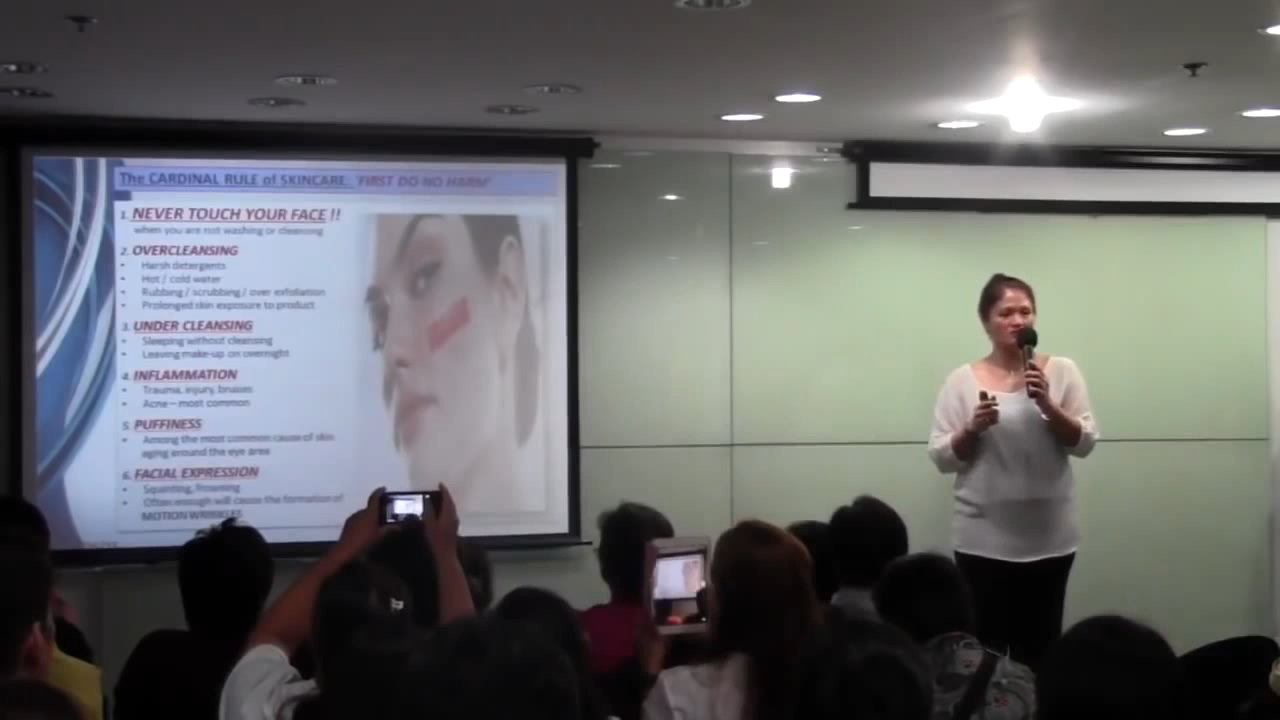 The CARDINAL RULE of SKINCARE: 'FIRST DO NO HARM'
1. NEVER TOUCH YOUR FACE !!
when you are not washing or cleansing
2. OVERCLEANSING
• Harsh detergents
• Hot / cold water
• Rubbing / scrubbing / over exfoliation
• Prolonged skin exposure to product
3. UNDER CLEANSING
• Sleeping without cleansing
• Leaving make-up on overnight
4. INFLAMMATION
• Trauma, injury, bruises
• Acne – most common
5. PUFFINESS
• Among the most common cause of skin
aging around the eye area
6. FACIAL EXPRESSION
• Squinting, frowning
• Often enough will cause the formation of
MOTION WRINKLES